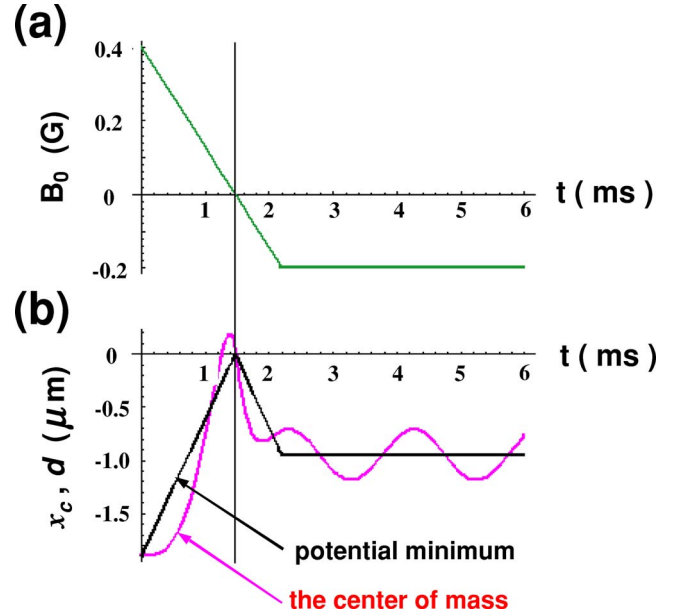 (a)
0.4
0.2
0
-0.2
B₀ (G)
1 2 3 4 5 6
t ( ms )
(b)
0
-0.5
-1.0
-1.5
x_c , d (μm)
1 2 3 4 5 6
t ( ms )
potential minimum
the center of mass